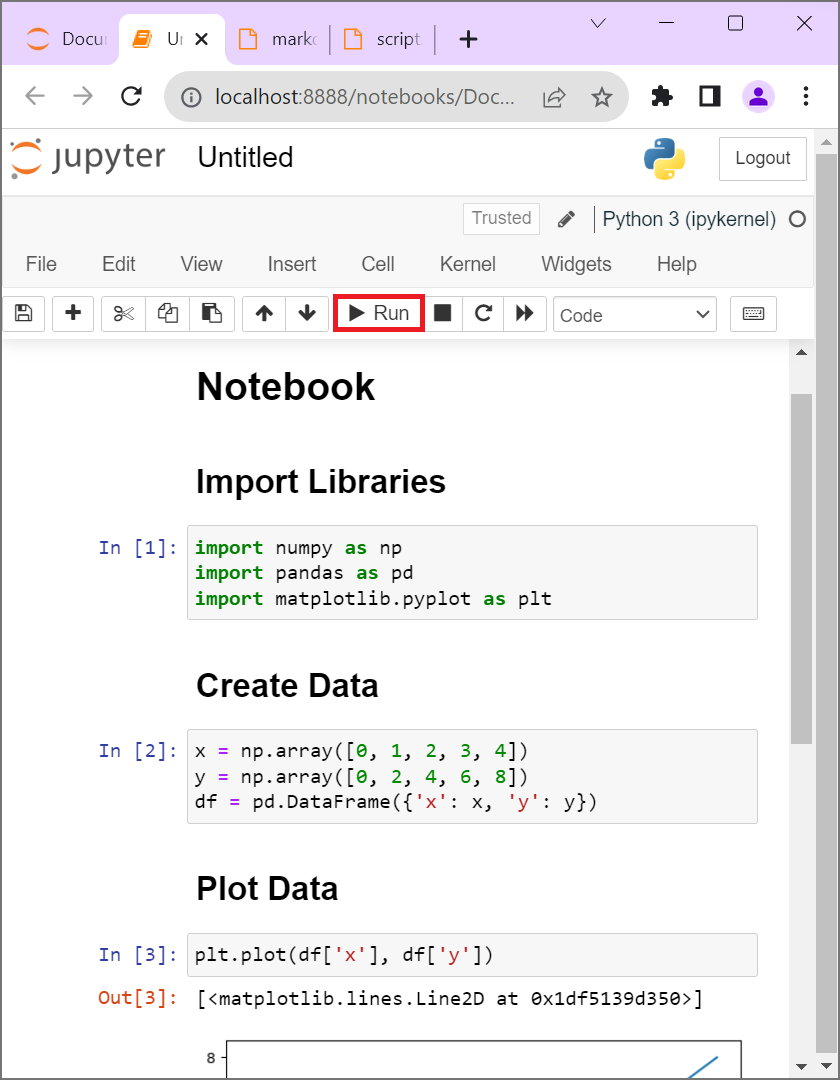 Docu
Un
mark
script.
localhost:8888/notebooks/Doc...
jupyter Untitled
Logout
Trusted
Python 3 (ipykernel)
File Edit View Insert Cell Kernel Widgets Help
Run
Code
Notebook
Import Libraries
In [1]: import numpy as np
import pandas as pd
import matplotlib.pyplot as plt
Create Data
In [2]: x = np.array([0, 1, 2, 3, 4])
y = np.array([0, 2, 4, 6, 8])
df = pd.DataFrame({'x': x, 'y': y})
Plot Data
In [3]: plt.plot(df['x'], df['y'])
Out[3]: [<matplotlib.lines.Line2D at 0x1df5139d350>]
8